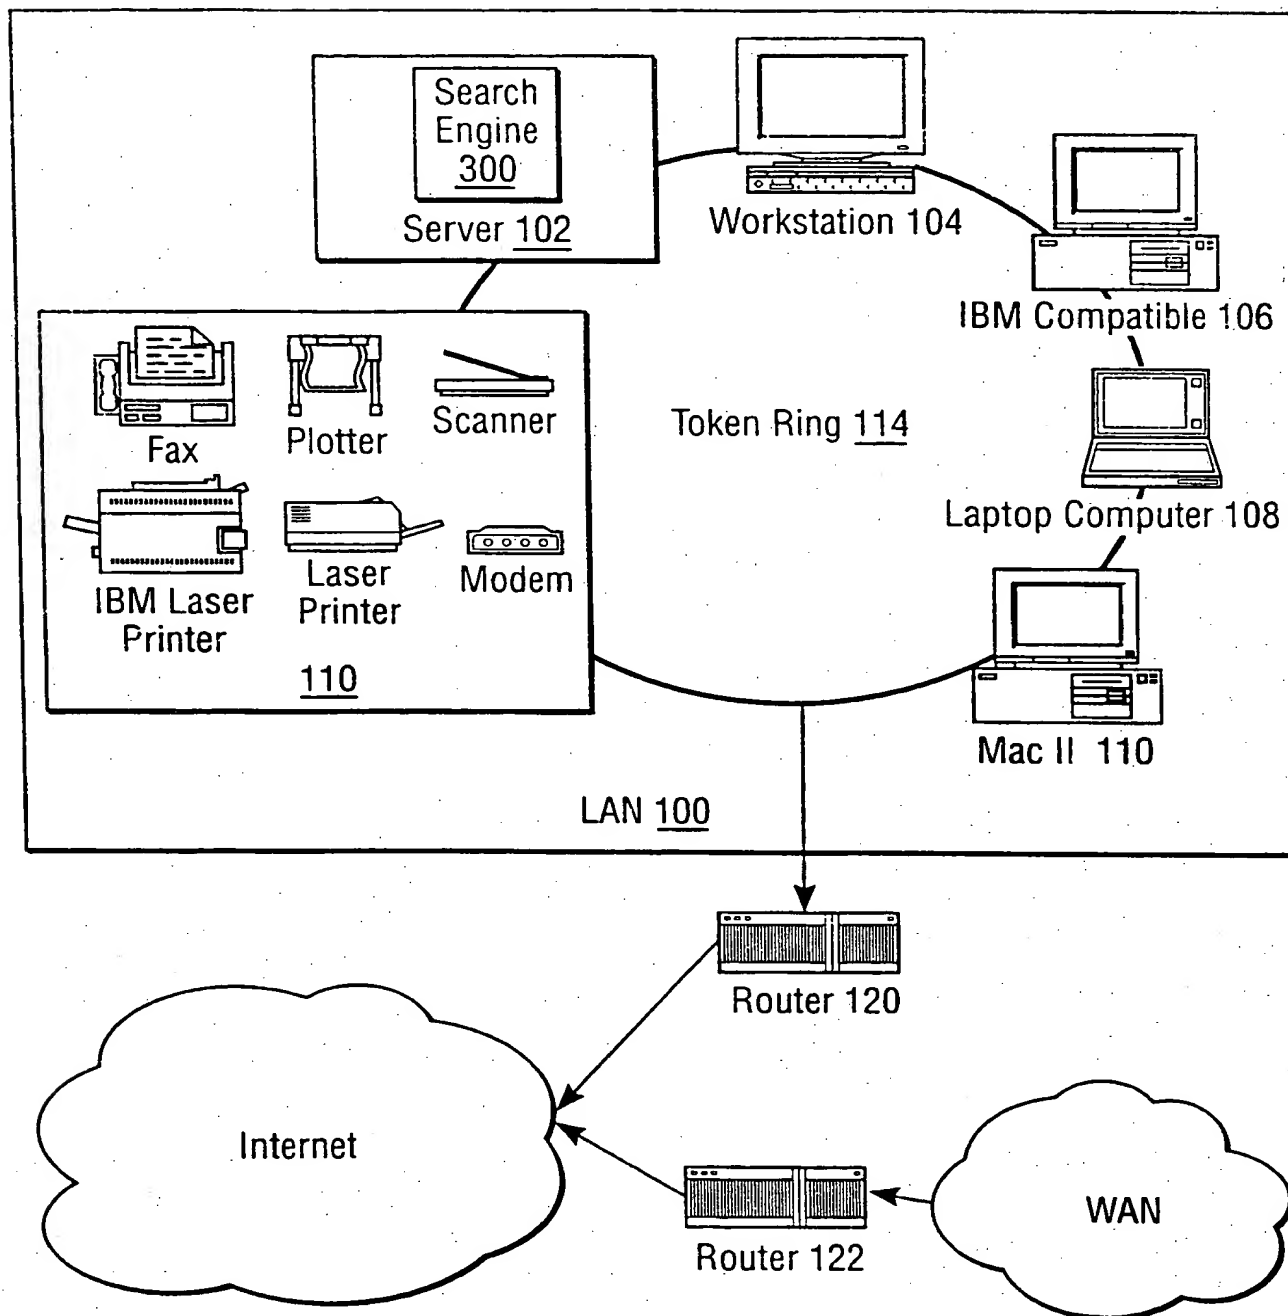 Search
Engine
300
Server 102
Workstation 104
IBM Compatible 106
Fax
Plotter
Scanner
Token Ring 114
Laptop Computer 108
IBM Laser
Printer
Laser
Printer
Modem
110
Mac II 110
LAN 100
Router 120
Internet
Router 122
WAN